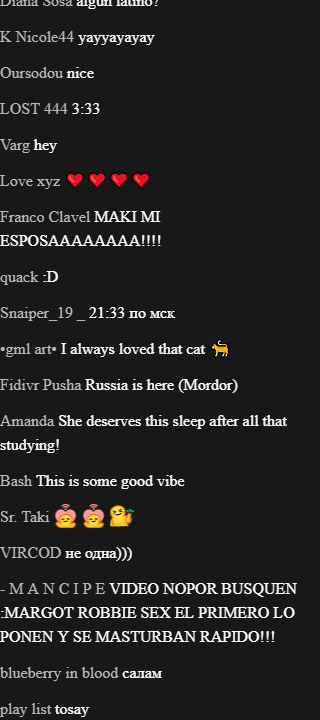 Diana Sosa algun latino?
K Nicole44 yayyayayay
Oursodou nice
LOST 444 3:33
Varg hey
Love xyz ❤️❤️❤️❤️
Franco Clavel MAKI MI
ESPOSAAAAAAAA!!!!
quack :D
Snaiper_19 _ 21:33 по мск
•gml art• I always loved that cat 🐈
Fidivr Pusha Russia is here (Mordor)
Amanda She deserves this sleep after all that
studying!
Bash This is some good vibe
Sr. Taki
VIRCOD не одна)))
- M A N C I P E VIDEO NOPOR BUSQUEN
:MARGOT ROBBIE SEX EL PRIMERO LO
PONEN Y SE MASTURBAN RAPIDO!!!
blueberry in blood салам
play list tosay